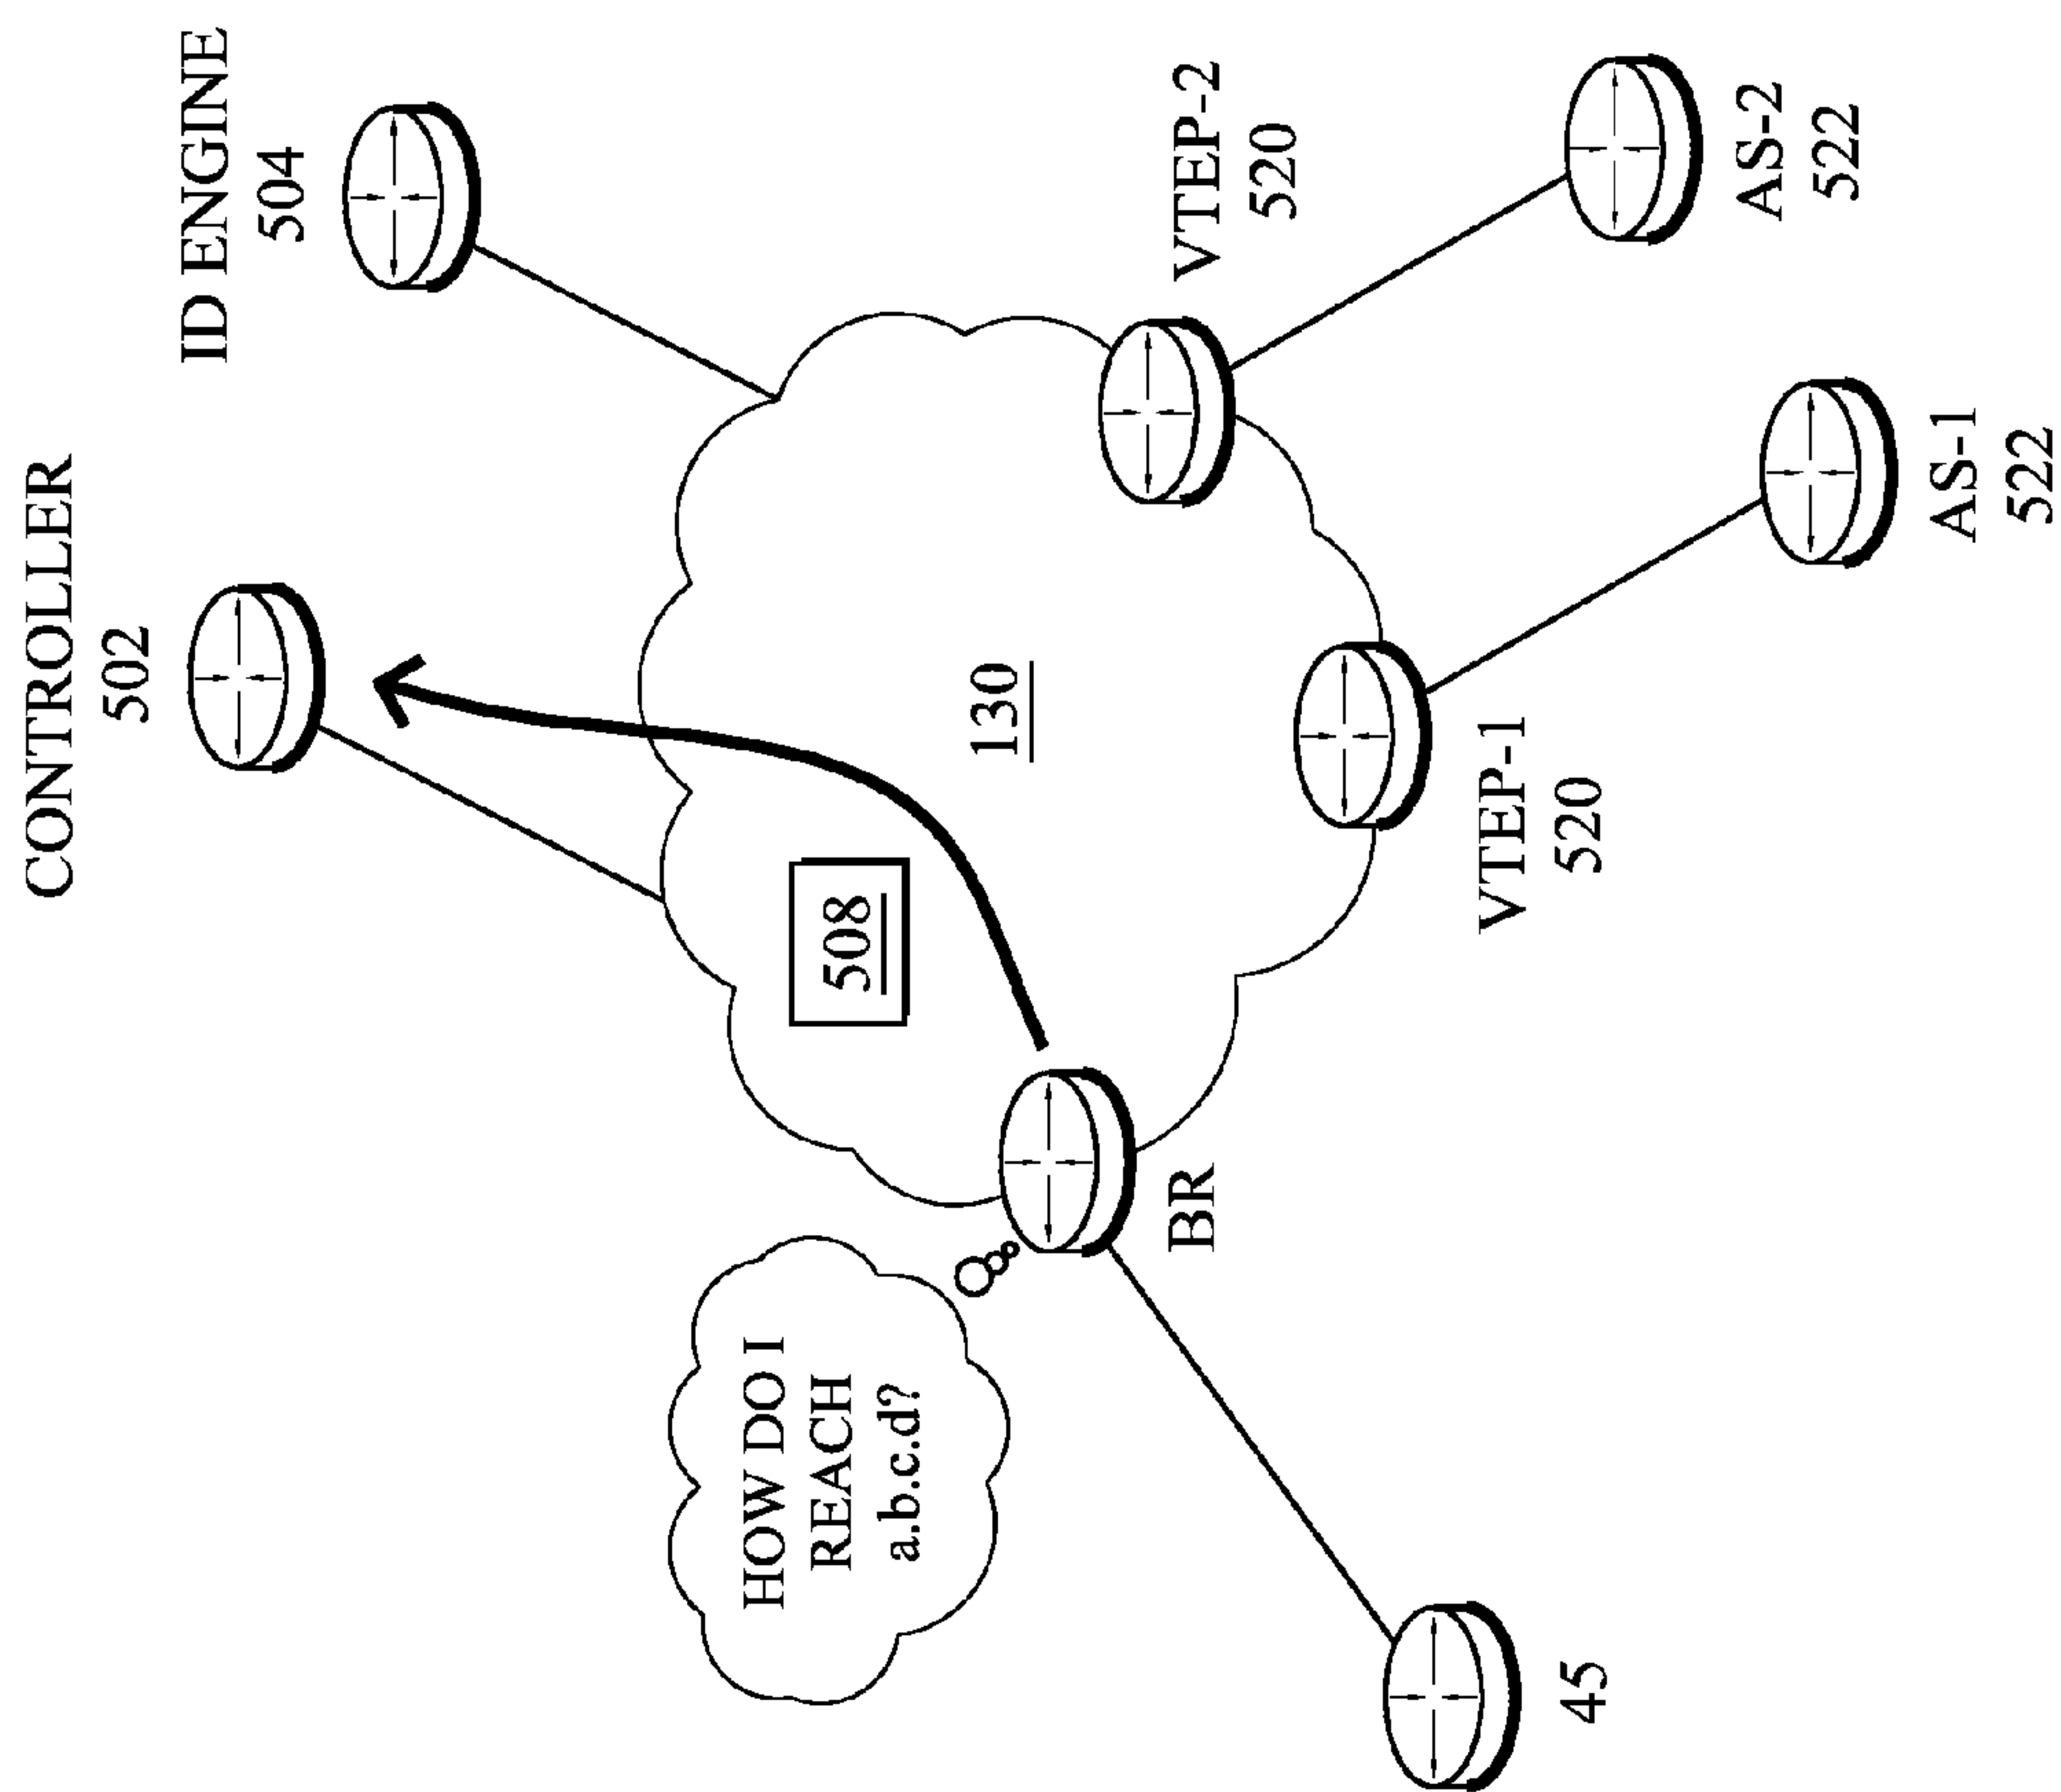 CONTROLLER
502
ID ENGINE
504
HOW DO I
REACH
a.b.c.d?
508
130
BR
VTEP-2
520
VTEP-1
520
45
AS-2
522
AS-1
522